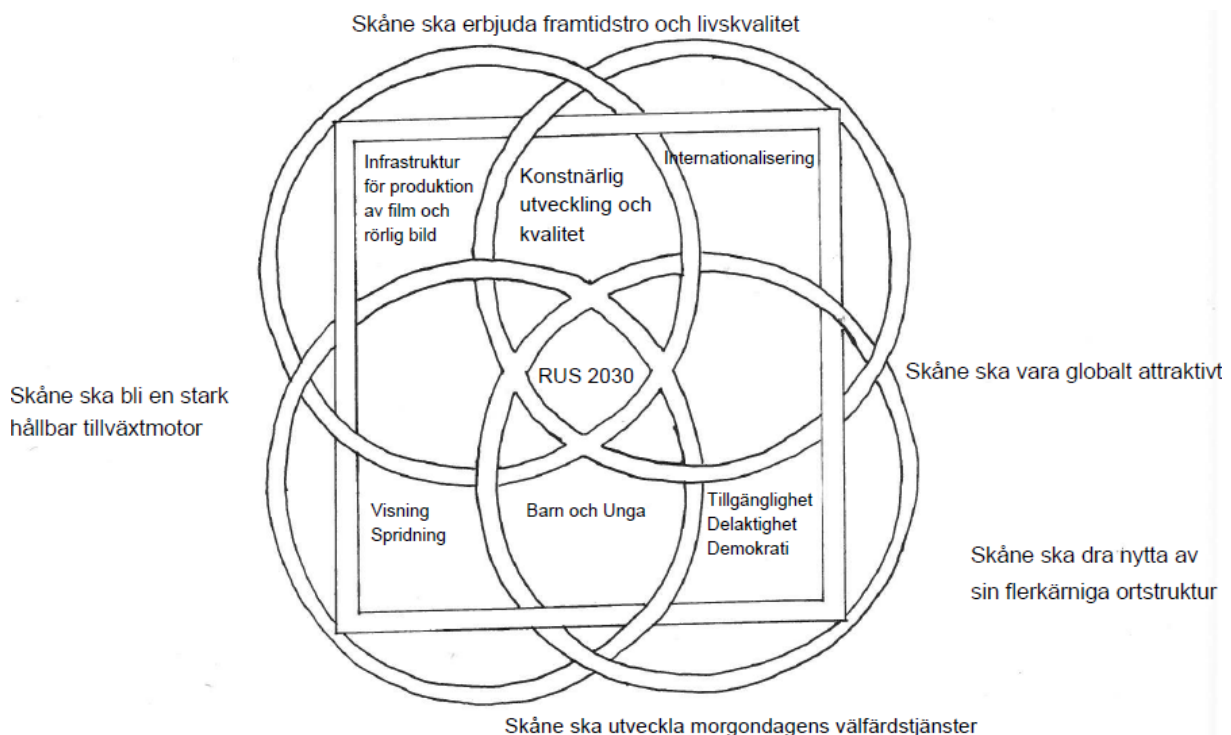 Skåne ska erbjuda framtidstro och livskvalitet
Infrastruktur
för produktion
av film och
rörlig bild
Konstnärlig
utveckling och
kvalitet
Internationalisering
RUS 2030
Skåne ska vara globalt attraktivt
Skåne ska bli en stark
hållbar tillväxtmotor
Visning
Spridning
Barn och Unga
Tillgänglighet
Delaktighet
Demokrati
Skåne ska dra nytta av
sin flerkärniga ortstruktur
Skåne ska utveckla morgondagens välfärdstjänster